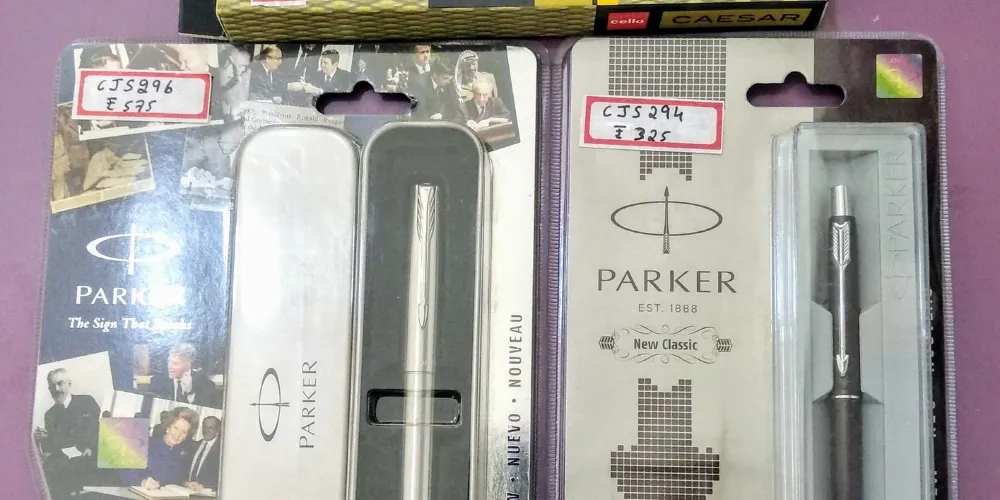 cello CAESAR
CJS296
₹ 575
PARKER
The Sign That
PARKER
NUEVO · NOUVEAU
CJS294
₹ 325
PARKER
EST. 1888
New Classic
PARKER